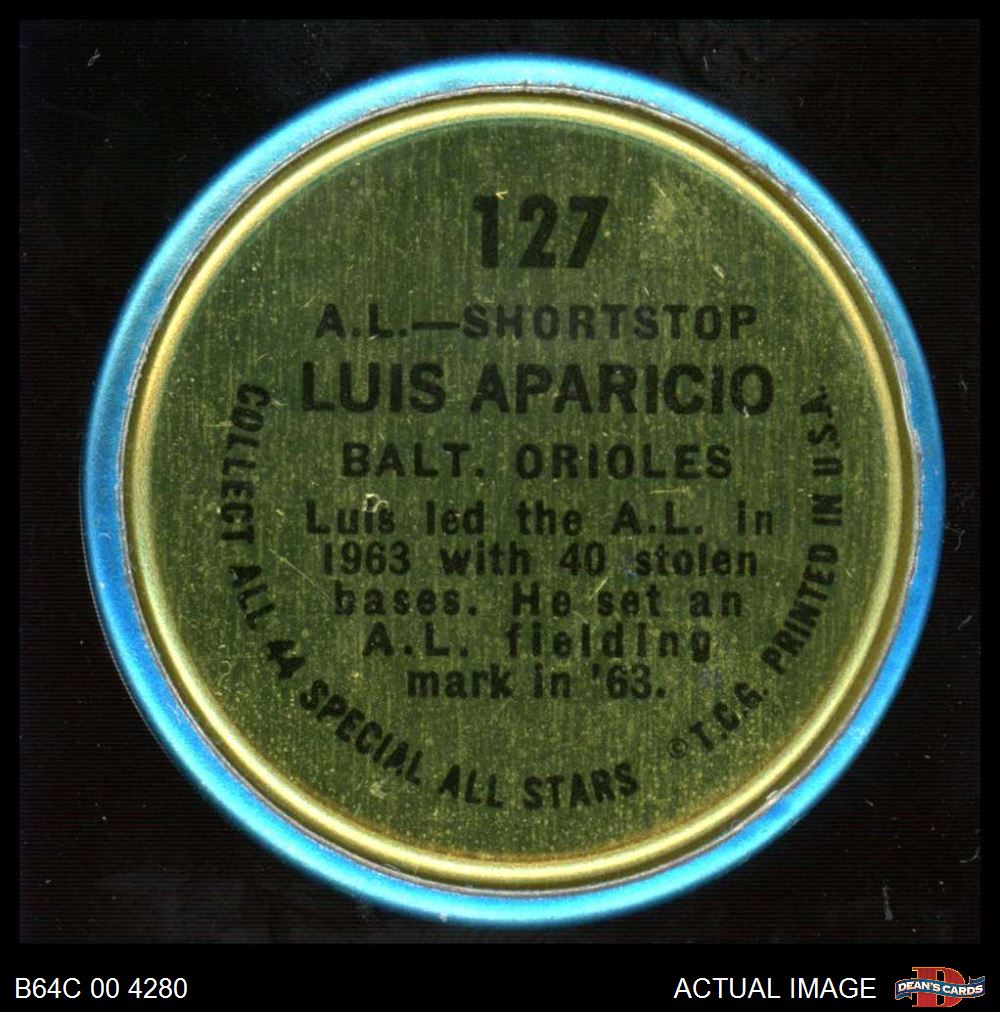 127
A.L.—SHORTSTOP
LUIS APARICIO
BALT. ORIOLES
Luis led the A.L. in
1963 with 40 stolen
bases. He set an
A.L. fielding
mark in '63.
COLLECT ALL 44 SPECIAL ALL STARS
© T.C.G. PRINTED IN U.S.A.
B64C 00 4280
ACTUAL IMAGE
DEAN'S CARDS